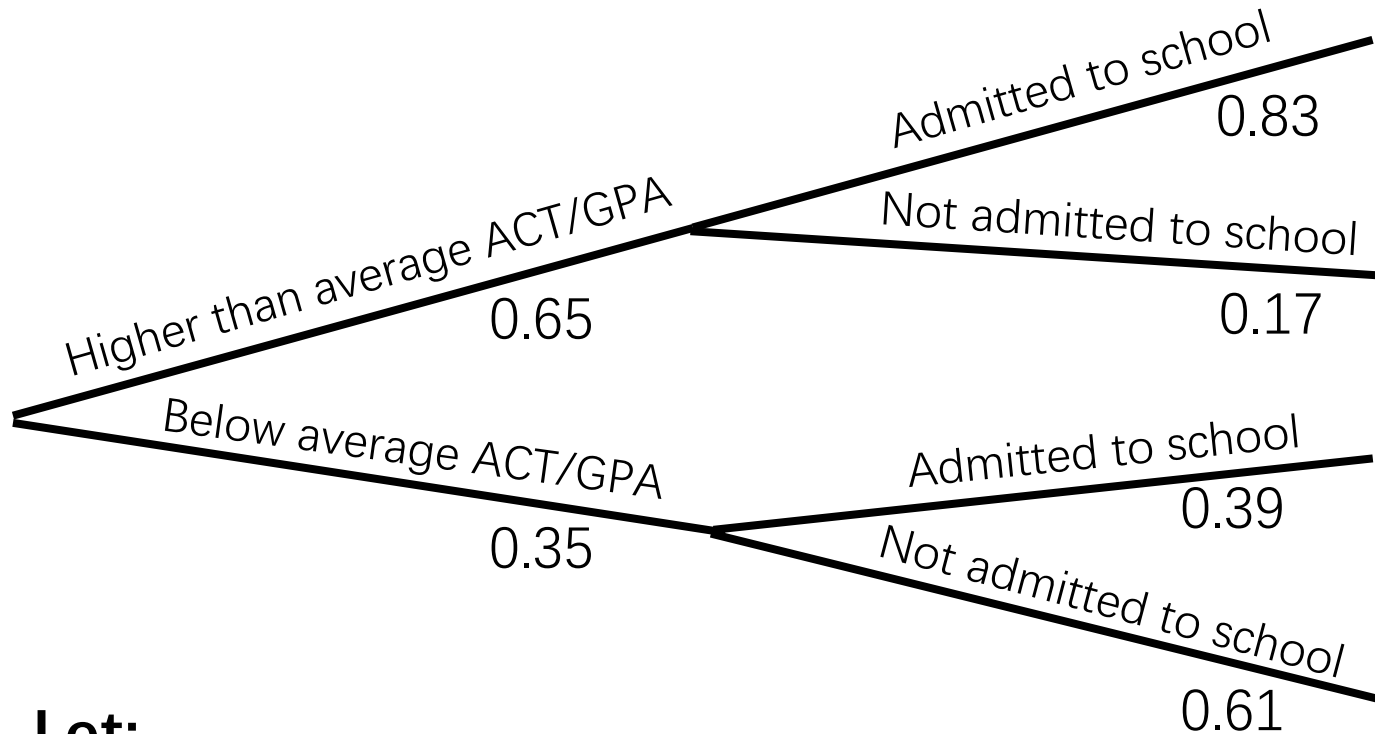 Admitted to school
0.83
Higher than average ACT/GPA
Not admitted to school
0.65
0.17
Below average ACT/GPA
Admitted to school
0.39
0.35
Not admitted to school
0.61
Let: